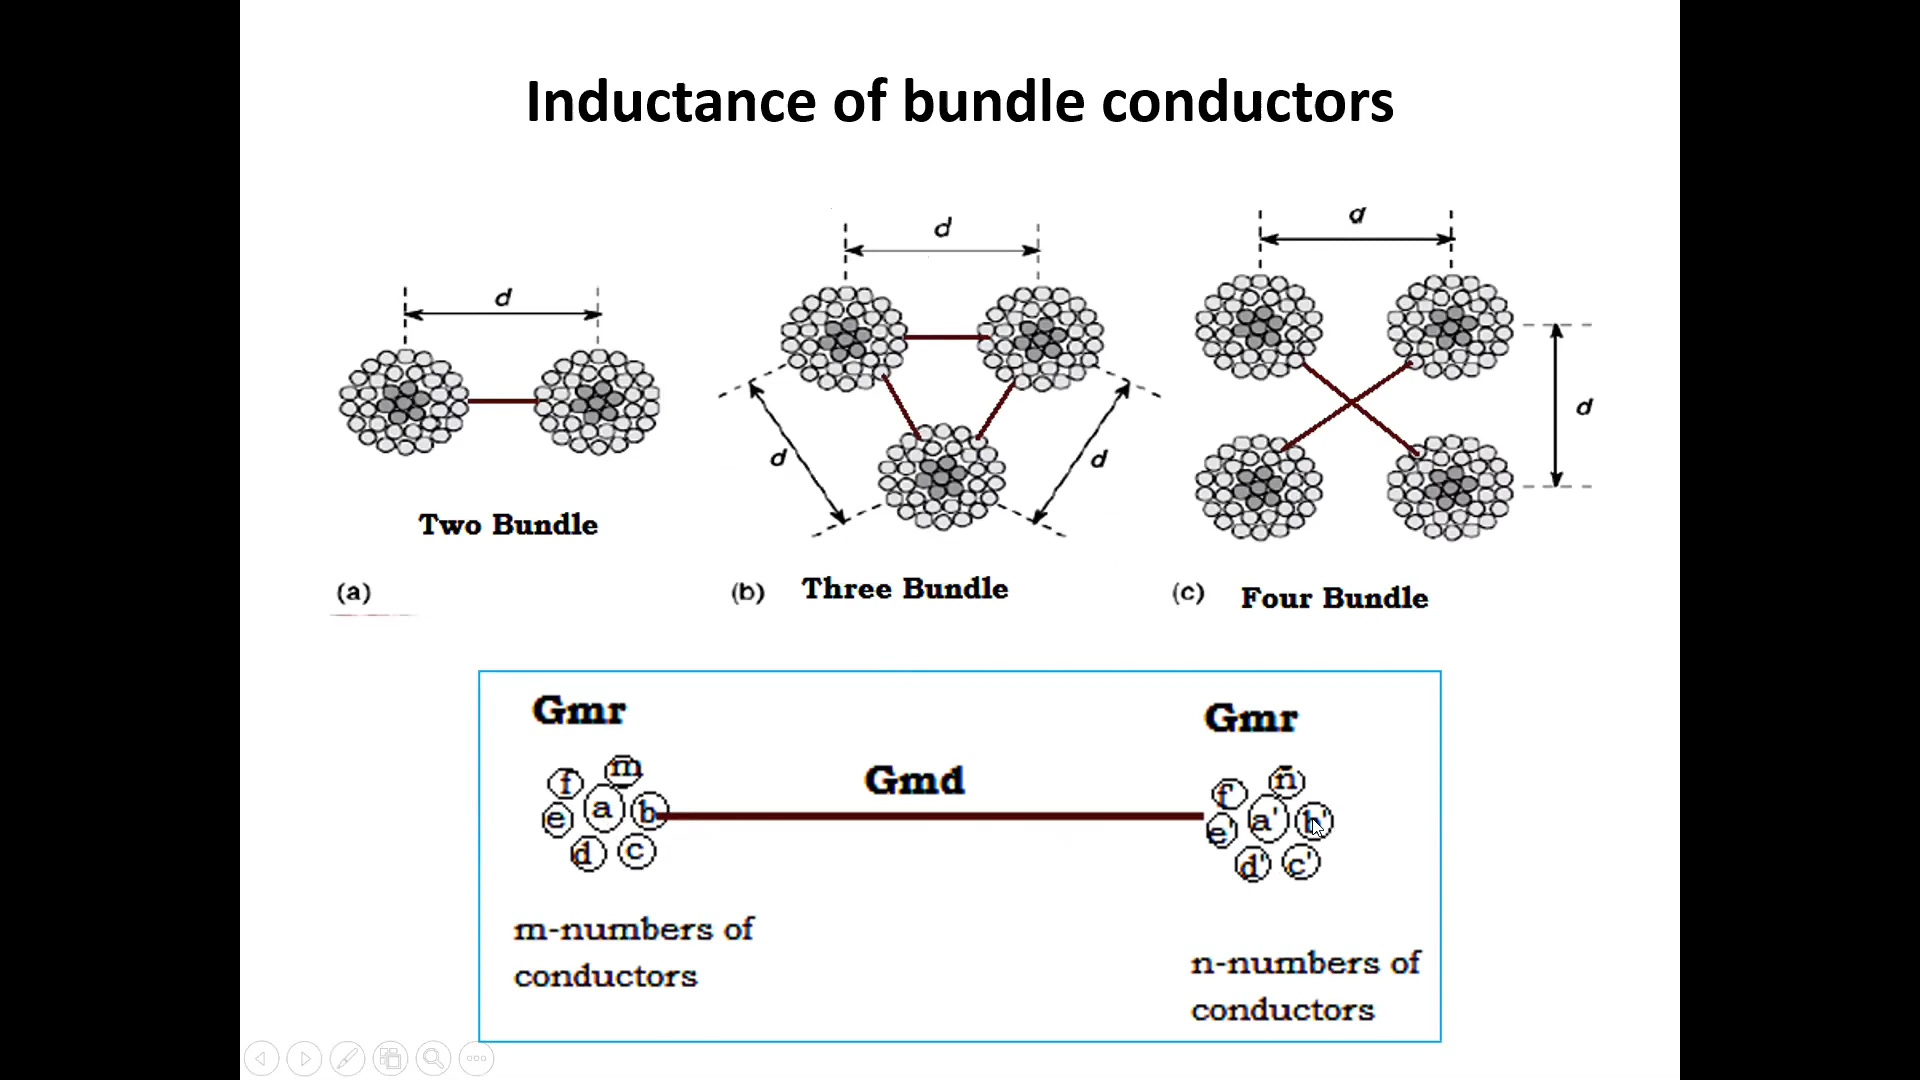 Inductance of bundle conductors
d
d
d
d
d
d
Two Bundle
Three Bundle
Four Bundle
(a)
(b)
(c)
Gmr
Gmd
Gmr
f m
e a b
d c
f' ñ
e' a' b'
d' c'
m-numbers of
conductors
n-numbers of
conductors